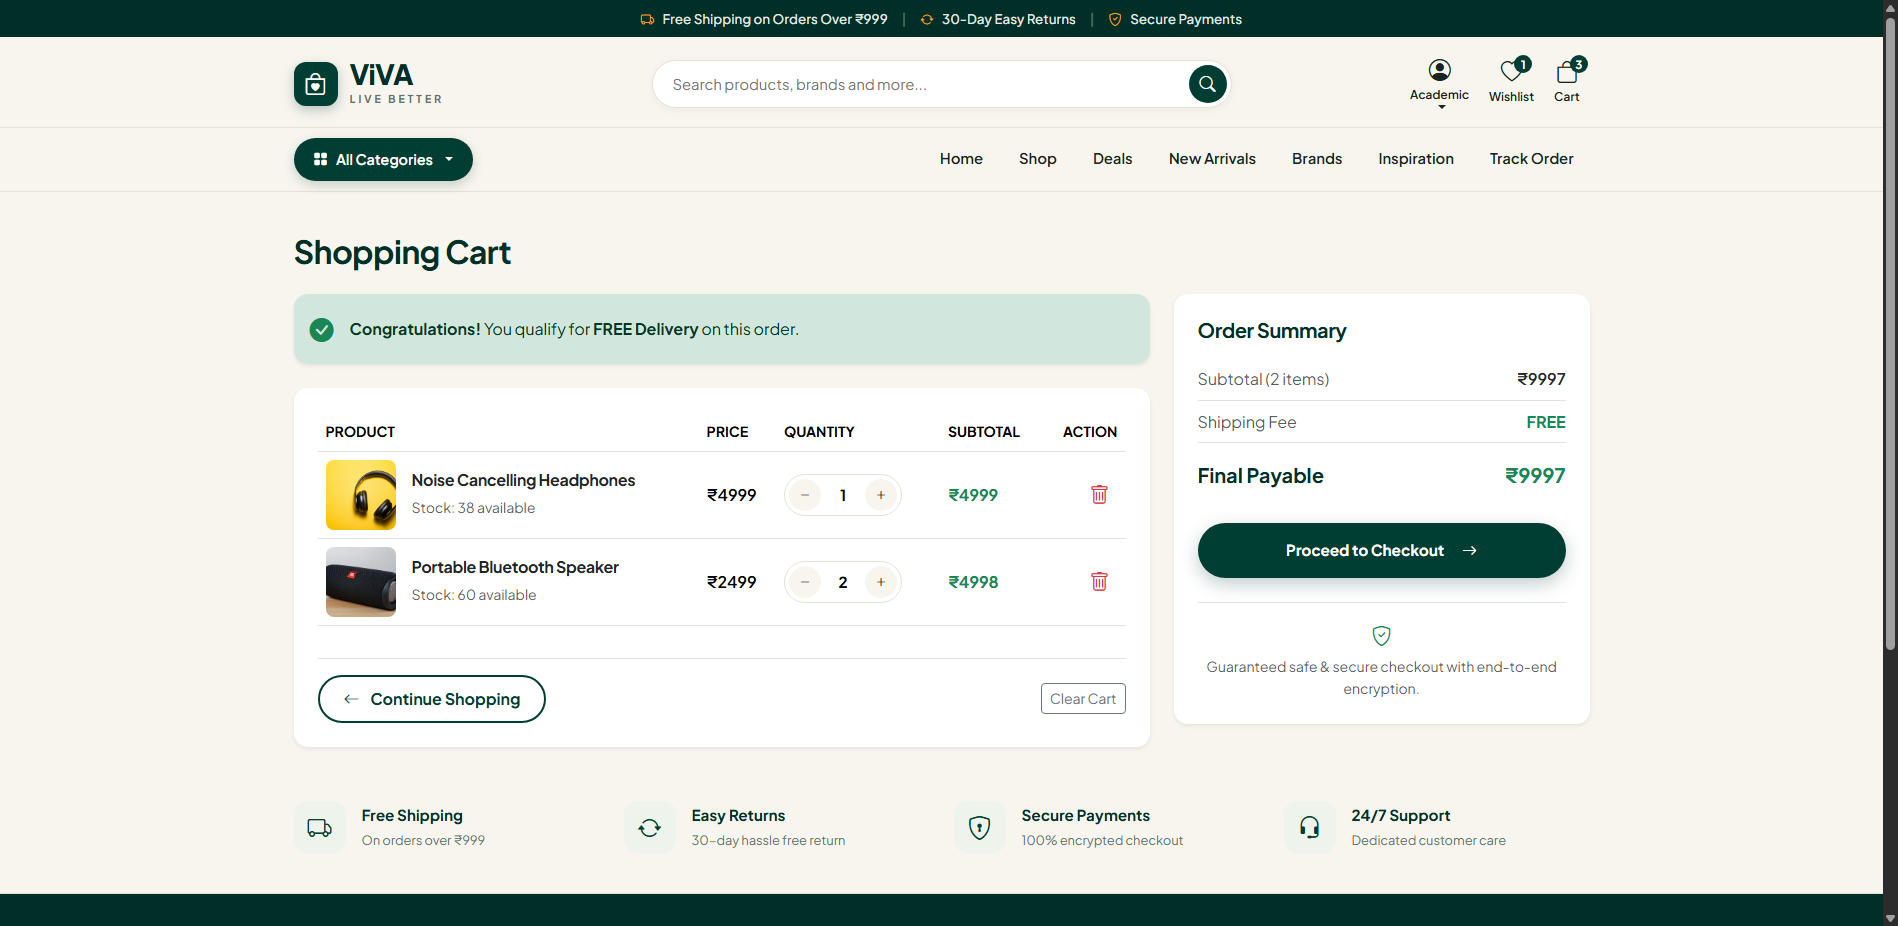 Free Shipping on Orders Over ₹999 | 30-Day Easy Returns | Secure Payments
ViVA
LIVE BETTER
Search products, brands and more...
Academic
1
Wishlist
3
Cart
All Categories
Home Shop Deals New Arrivals Brands Inspiration Track Order
Shopping Cart
Congratulations! You qualify for FREE Delivery on this order.
PRODUCT PRICE QUANTITY SUBTOTAL ACTION
Noise Cancelling Headphones
Stock: 38 available
₹4999 − 1 + ₹4999
Portable Bluetooth Speaker
Stock: 60 available
₹2499 − 2 + ₹4998
← Continue Shopping
Clear Cart
Order Summary
Subtotal (2 items) ₹9997
Shipping Fee FREE
Final Payable ₹9997
Proceed to Checkout →
Guaranteed safe & secure checkout with end-to-end
encryption.
Free Shipping
On orders over ₹999
Easy Returns
30-day hassle free return
Secure Payments
100% encrypted checkout
24/7 Support
Dedicated customer care